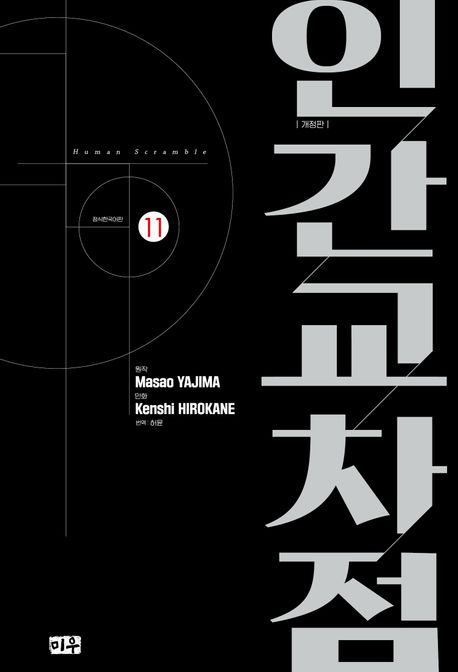 인간교차점
| 개정판 |
Human Scramble
정식한국어판
11
원작
Masao YAJIMA
만화
Kenshi HIROKANE
번역 허윤
미우